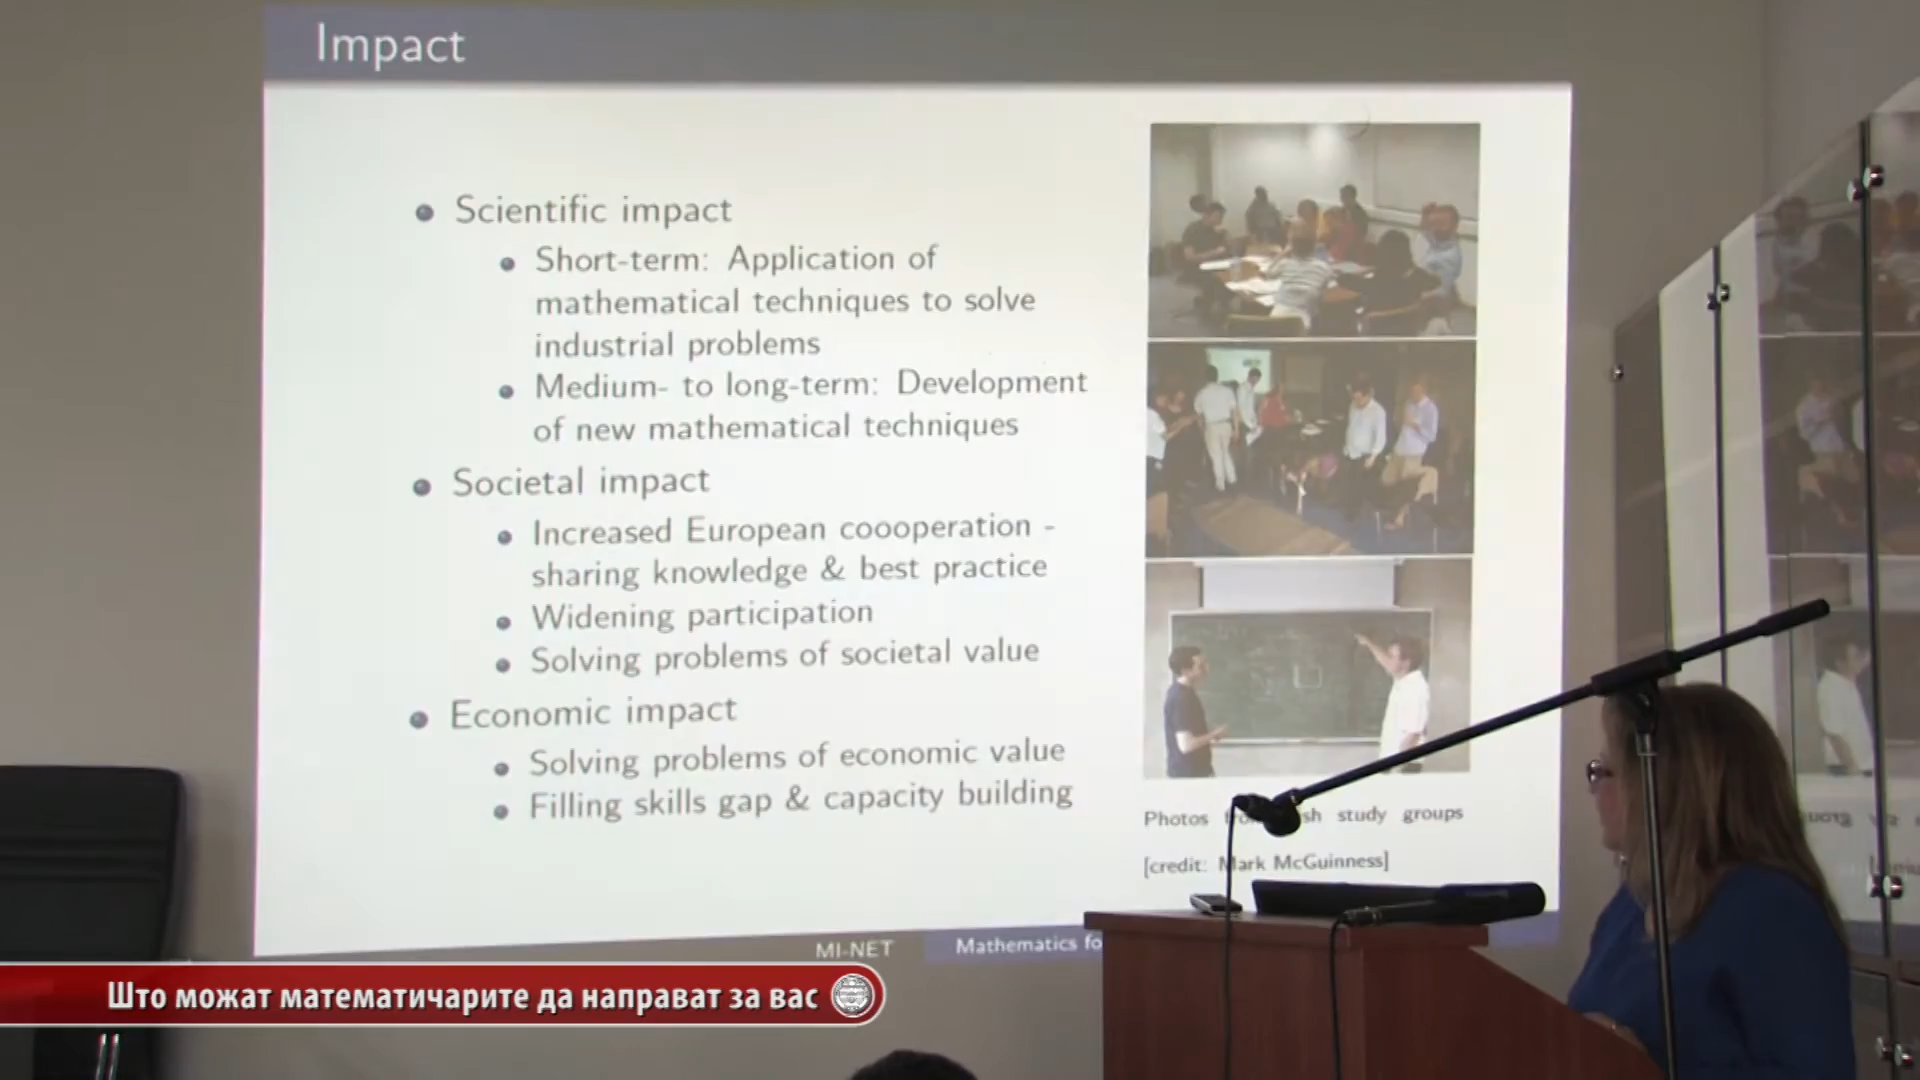 Impact
Scientific impact
Short-term: Application of
mathematical techniques to solve
industrial problems
Medium- to long-term: Development
of new mathematical techniques
Societal impact
Increased European coooperation -
sharing knowledge & best practice
Widening participation
Solving problems of societal value
Economic impact
Solving problems of economic value
Filling skills gap & capacity building
Photos study groups
[credit: Mark McGuinness]
MI-NET Mathematics fo
Што можат математичарите да направат за вас